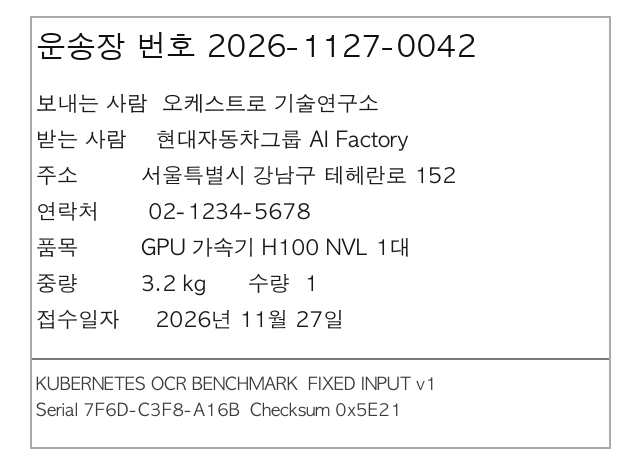 운송장 번호 2026-1127-0042
보내는 사람 오케스트로 기술연구소
받는 사람 현대자동차그룹 AI Factory
주소 서울특별시 강남구 테헤란로 152
연락처 02-1234-5678
품목 GPU 가속기 H100 NVL 1대
중량 3.2 kg 수량 1
접수일자 2026년 11월 27일
KUBERNETES OCR BENCHMARK FIXED INPUT v1
Serial 7F6D-C3F8-A16B Checksum 0x5E21